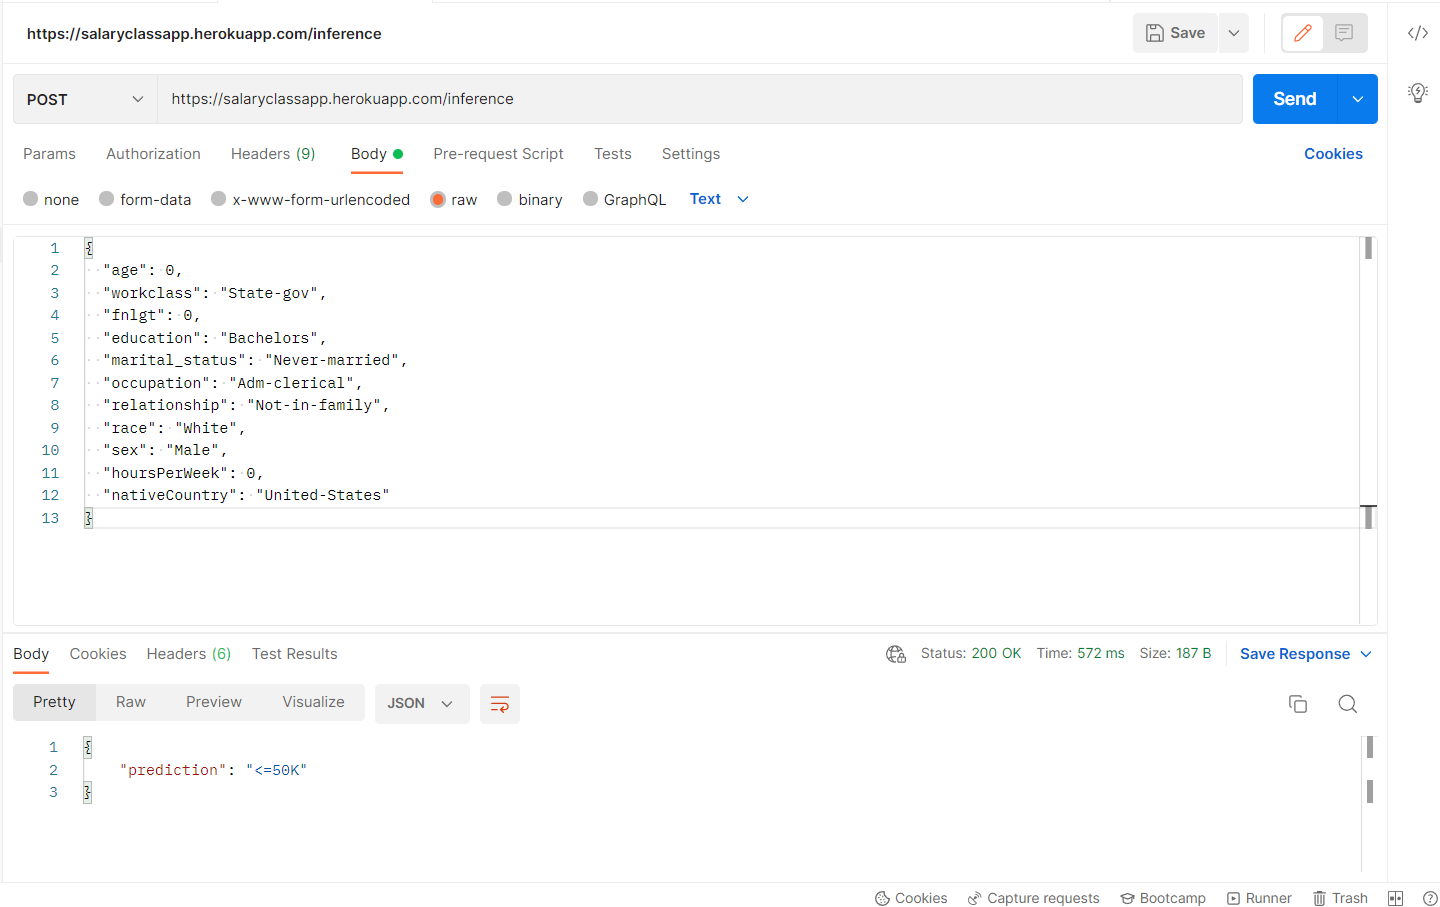 https://salaryclassapp.herokuapp.com/inference
Save
POST
https://salaryclassapp.herokuapp.com/inference
Send
Params Authorization Headers (9) Body Pre-request Script Tests Settings Cookies
none form-data x-www-form-urlencoded raw binary GraphQL Text
1 {
2 "age": 0,
3 "workclass": "State-gov",
4 "fnlgt": 0,
5 "education": "Bachelors",
6 "marital_status": "Never-married",
7 "occupation": "Adm-clerical",
8 "relationship": "Not-in-family",
9 "race": "White",
10 "sex": "Male",
11 "hoursPerWeek": 0,
12 "nativeCountry": "United-States"
13 }
Body Cookies Headers (6) Test Results Status: 200 OK Time: 572 ms Size: 187 B Save Response
Pretty Raw Preview Visualize JSON
1 {
2 "prediction": "<=50K"
3 }
Cookies Capture requests Bootcamp Runner Trash